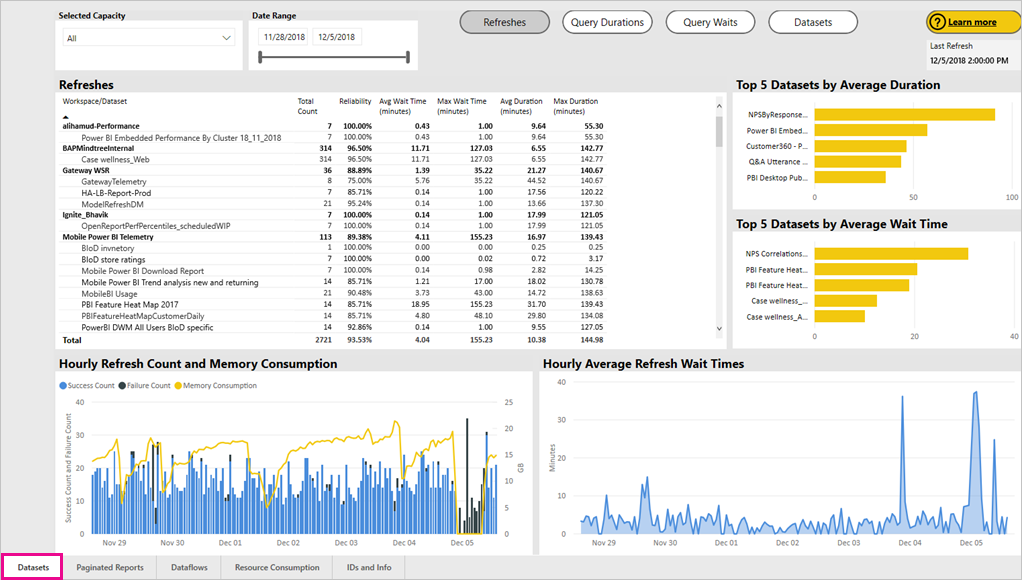 Selected Capacity
All
Date Range
11/28/2018 12/5/2018
Refreshes
Query Durations
Query Waits
Datasets
? Learn more
Last Refresh
12/5/2018 2:00:00 PM
Refreshes
Workspace/Dataset Total Count Reliability Avg Wait Time (minutes) Max Wait Time (minutes) Avg Duration (minutes) Max Duration (minutes)
alihamud-Performance 7 100.00% 0.43 1.00 9.64 55.30
Power BI Embedded Performance By Cluster 18_11_2018 7 100.00% 0.43 1.00 9.64 55.30
BAPMindtreeInternal 314 96.50% 11.71 127.03 6.55 142.77
Case wellness_Web 314 96.50% 11.71 127.03 6.55 142.77
Gateway WSR 36 88.89% 1.39 35.22 21.27 140.67
GatewayTelemetry 8 75.00% 5.76 35.22 44.52 140.67
HA-LB-Report-Prod 7 85.71% 0.14 1.00 17.56 120.22
ModelRefreshDM 21 95.24% 0.14 1.00 13.66 137.30
Ignite_Bhavik 7 100.00% 0.14 1.00 17.99 121.05
OpenReportPerfPercentiles_scheduledWIP 7 100.00% 0.14 1.00 17.99 121.05
Mobile Power BI Telemetry 113 89.38% 4.11 155.23 16.97 139.43
BIoD invnetory 1 100.00% 0.00 0.00 0.25 0.25
BIoD store ratings 7 100.00% 0.00 0.02 0.72 3.17
Mobile Power BI Download Report 7 100.00% 0.14 0.98 2.82 14.25
Mobile Power BI Trend analysis new and returning 14 85.71% 1.21 17.00 18.02 130.78
MobileBI Usage 21 90.48% 3.73 43.00 14.72 138.63
PBI Feature Heat Map 2017 14 85.71% 18.95 155.23 31.70 139.43
PBIFeatureHeatMapCustomerDaily 14 85.71% 4.80 48.10 29.80 134.08
PowerBI DWM All Users BIoD specific 14 92.86% 0.14 1.00 9.55 127.05
Total 2721 93.53% 4.04 155.23 10.38 144.98
Top 5 Datasets by Average Duration
NPSByResponse...
Power BI Embed...
Customer360 - P...
Q&A Utterance ...
PBI Desktop Pub...
0 50 100
Top 5 Datasets by Average Wait Time
NPS Correlations...
PBI Feature Heat...
PBI Feature Heat...
Case wellness_...
Case wellness_A...
0 20 40
Hourly Refresh Count and Memory Consumption
Success Count Failure Count Memory Consumption
Success Count and Failure Count
40
30
20
10
0
25
20
15
10
5
0
GB
Nov 29 Nov 30 Dec 01 Dec 02 Dec 03 Dec 04 Dec 05
Hourly Average Refresh Wait Times
Minutes
40
30
20
10
0
Nov 29 Nov 30 Dec 01 Dec 02 Dec 03 Dec 04 Dec 05
Datasets Paginated Reports Dataflows Resource Consumption IDs and Info